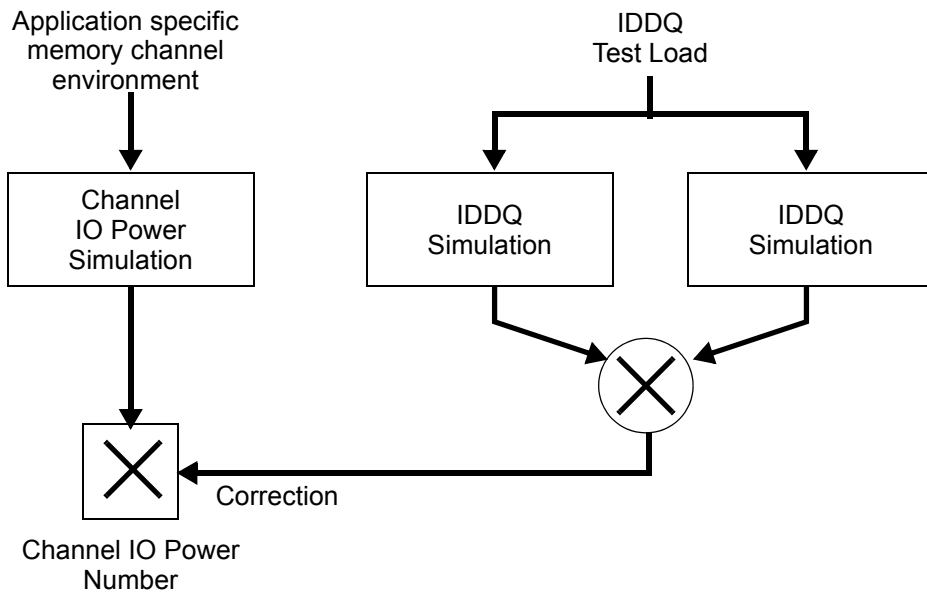 Application specific
memory channel
environment
IDDQ
Test Load
Channel
IO Power
Simulation
IDDQ
Simulation
IDDQ
Simulation
Correction
Channel IO Power
Number